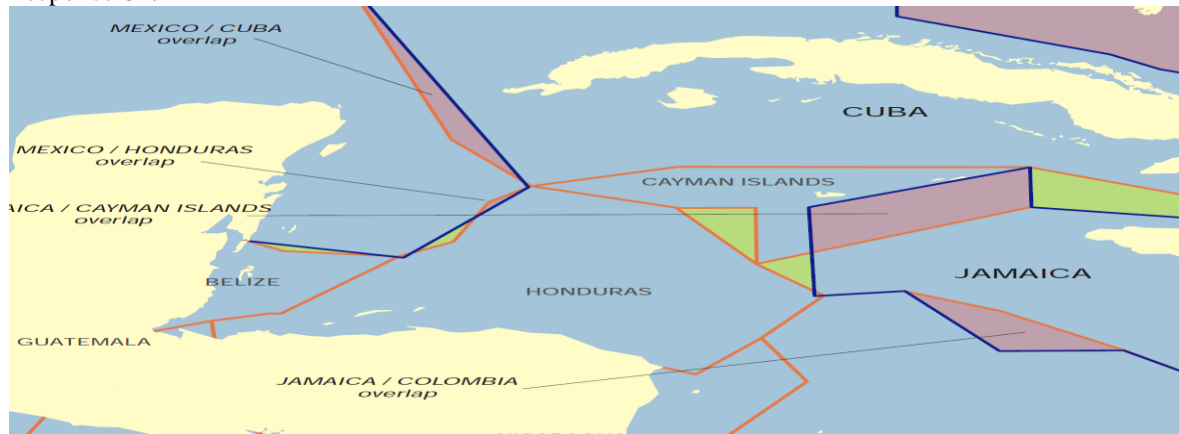 MEXICO / CUBA
overlap
CUBA
MEXICO / HONDURAS
overlap
CAYMAN ISLANDS
AICA / CAYMAN ISLANDS
overlap
BELIZE
JAMAICA
HONDURAS
GUATEMALA
JAMAICA / COLOMBIA
overlap